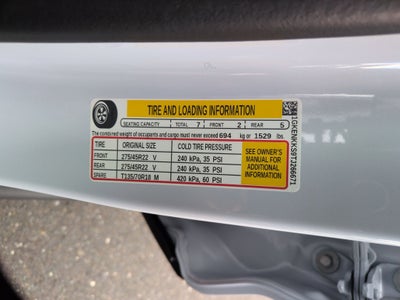 TIRE AND LOADING INFORMATION
SEATING CAPACITY TOTAL 7 FRONT 2 REAR 5
The combined weight of occupants and cargo must never exceed 694 kg or 1529 lbs.
TIRE ORIGINAL SIZE COLD TIRE PRESSURE
FRONT 275/45R22 V 240 kPa, 35 PSI
REAR 275/45R22 V 240 kPa, 35 PSI
SPARE T135/70R18 M 420 kPa, 60 PSI
SEE OWNER'S
MANUAL FOR
ADDITIONAL
INFORMATION